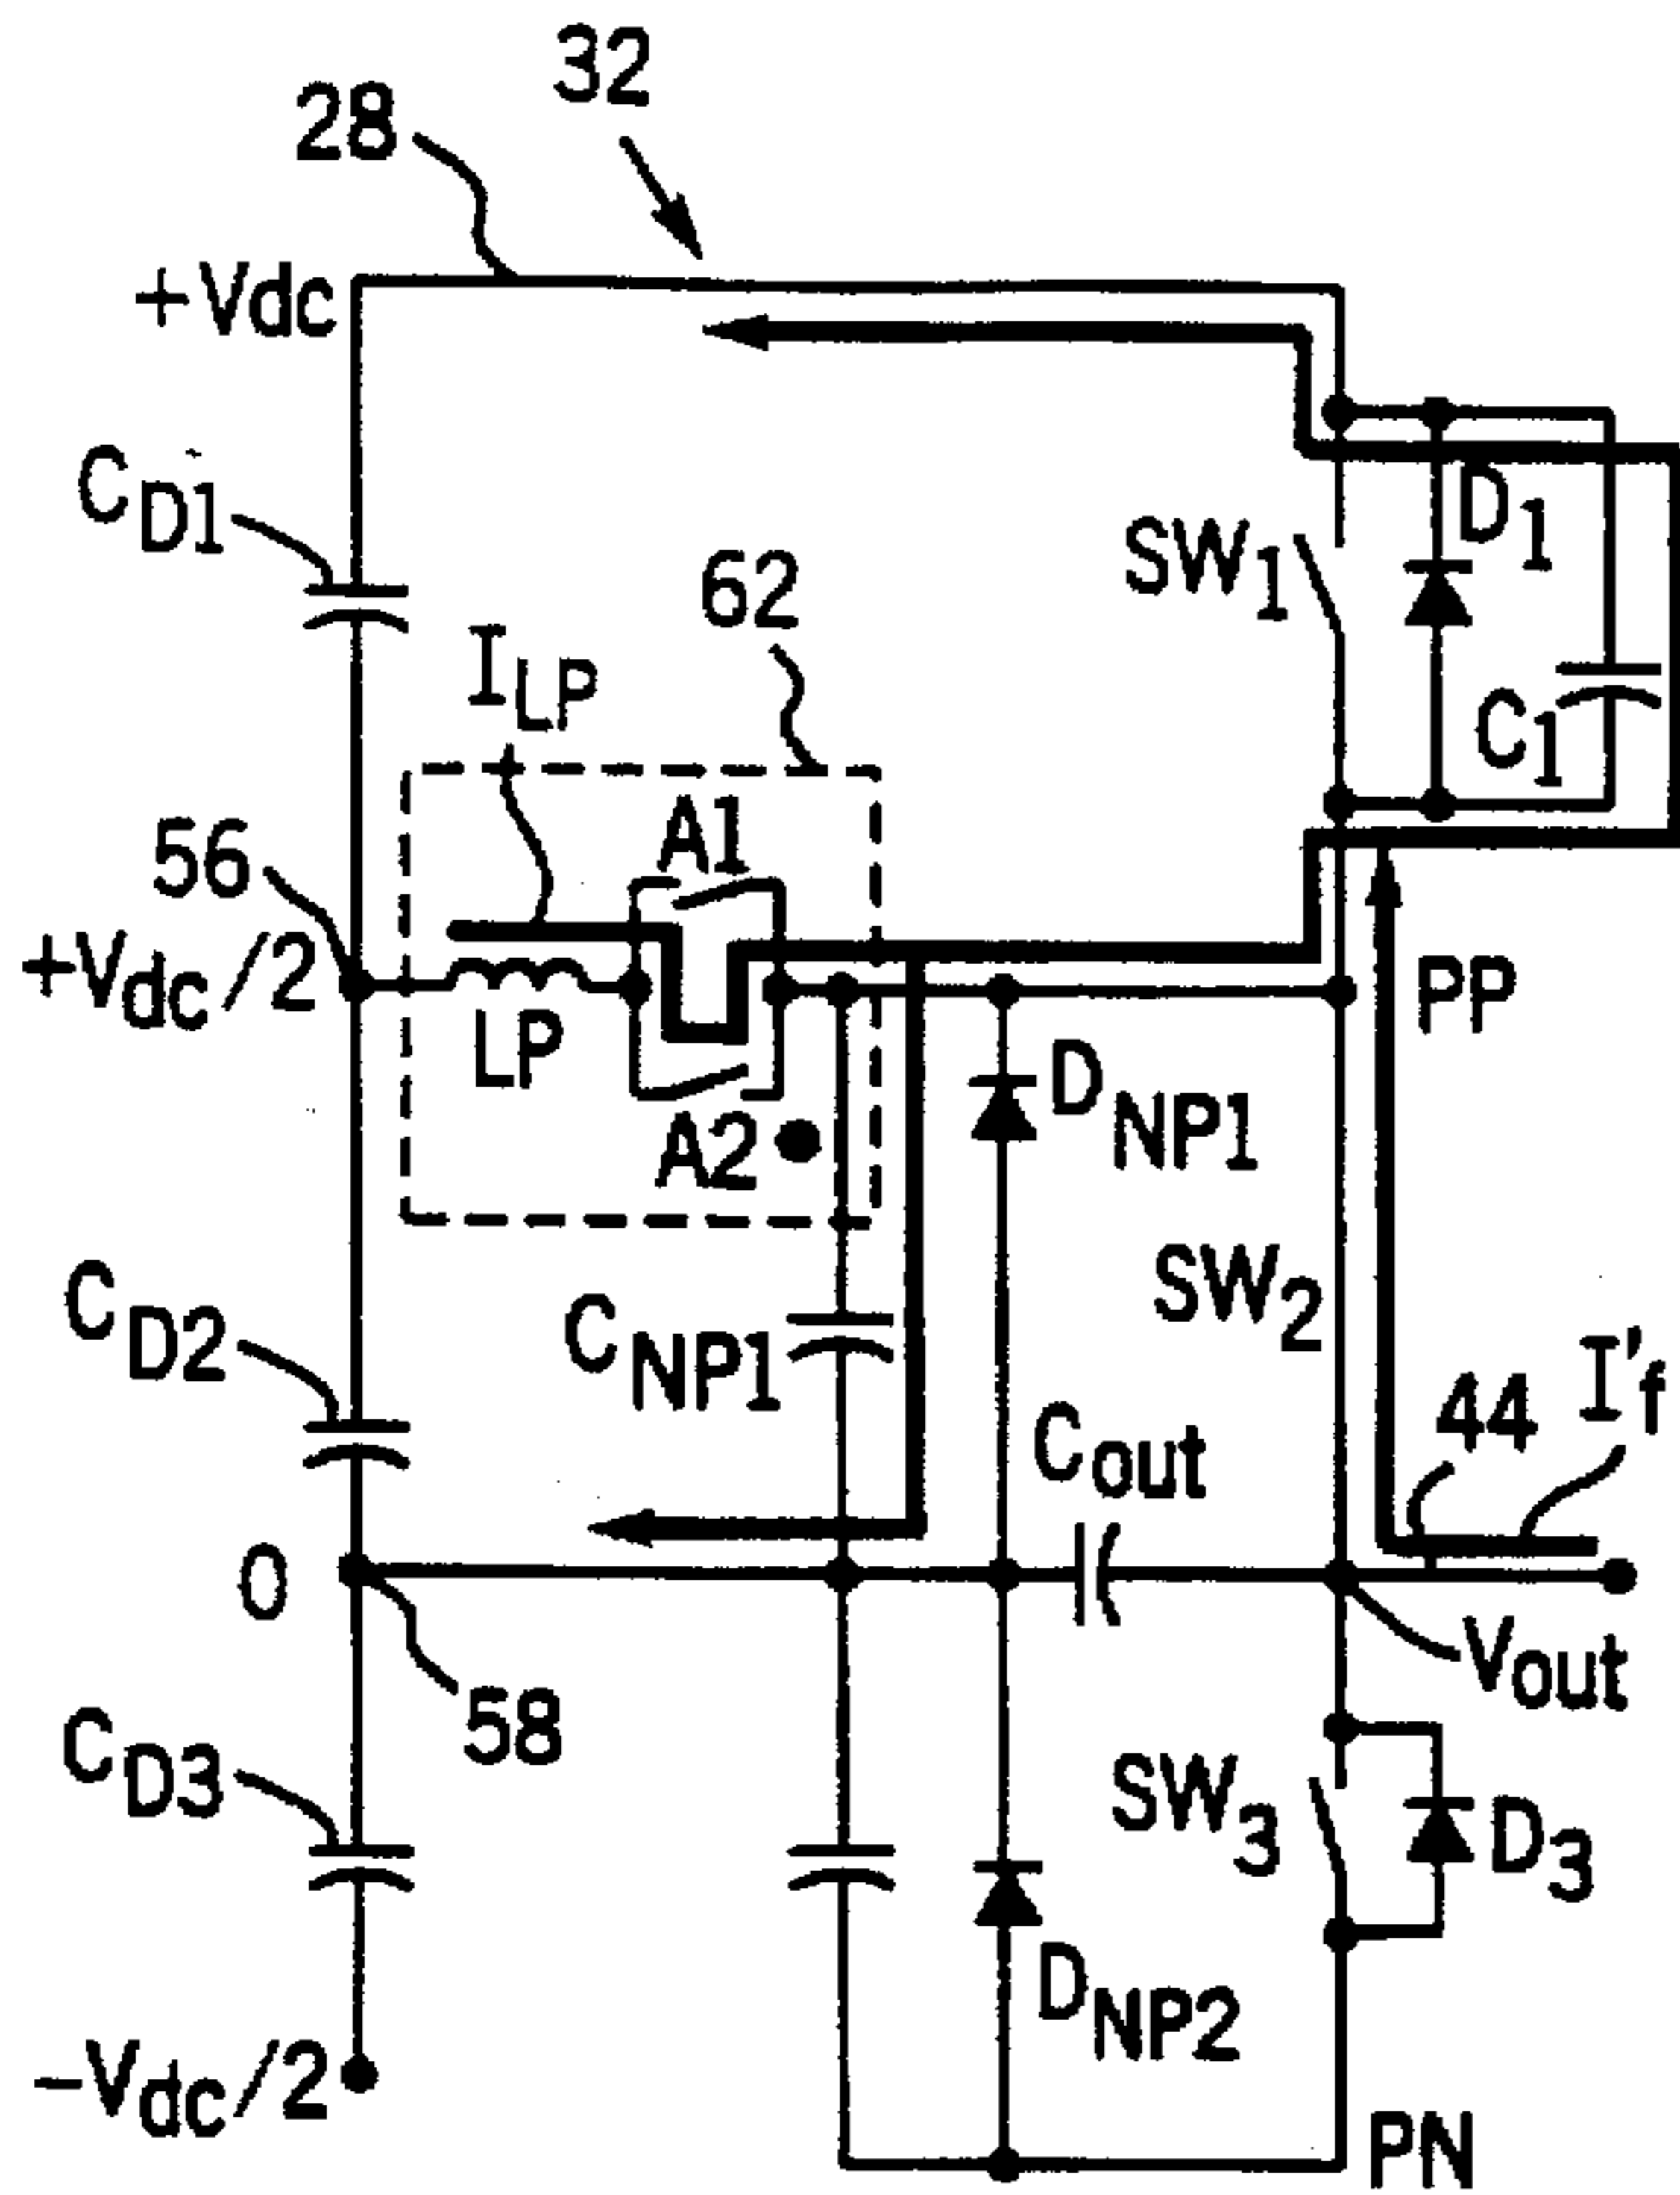 32
28
+Vdc
CD1
SW1
D1
62
ILP
C1
A1
56
+Vdc/2
PP
LP
DNP1
A2
SW2
CD2
CNP1
I'f
44
Cout
0
Vout
58
CD3
SW3
D3
DNP2
-Vdc/2
PN